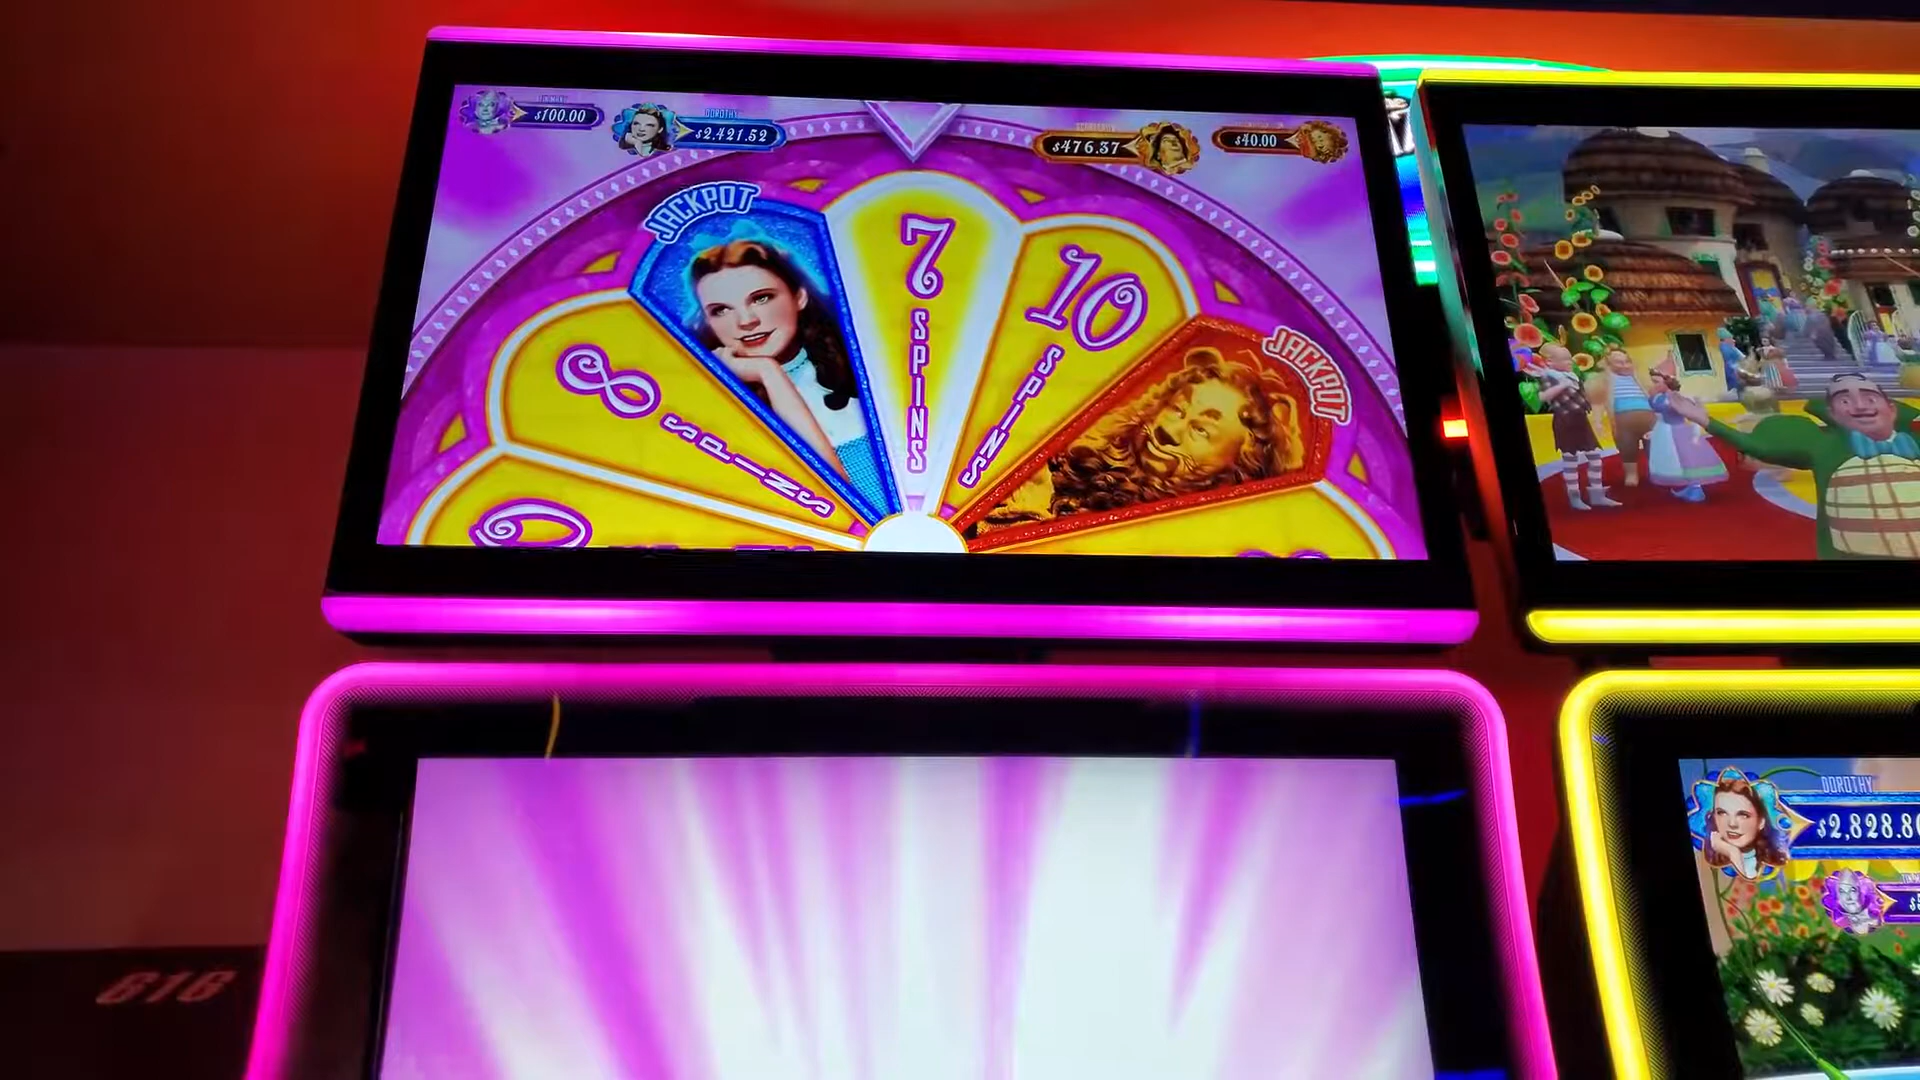 $100.00
DOROTHY
$2,421.52
$476.37
$40.00
JACKPOT
7
SPINS
10
SPINS
JACKPOT
8
SPINS
DOROTHY
$2,828.80
616